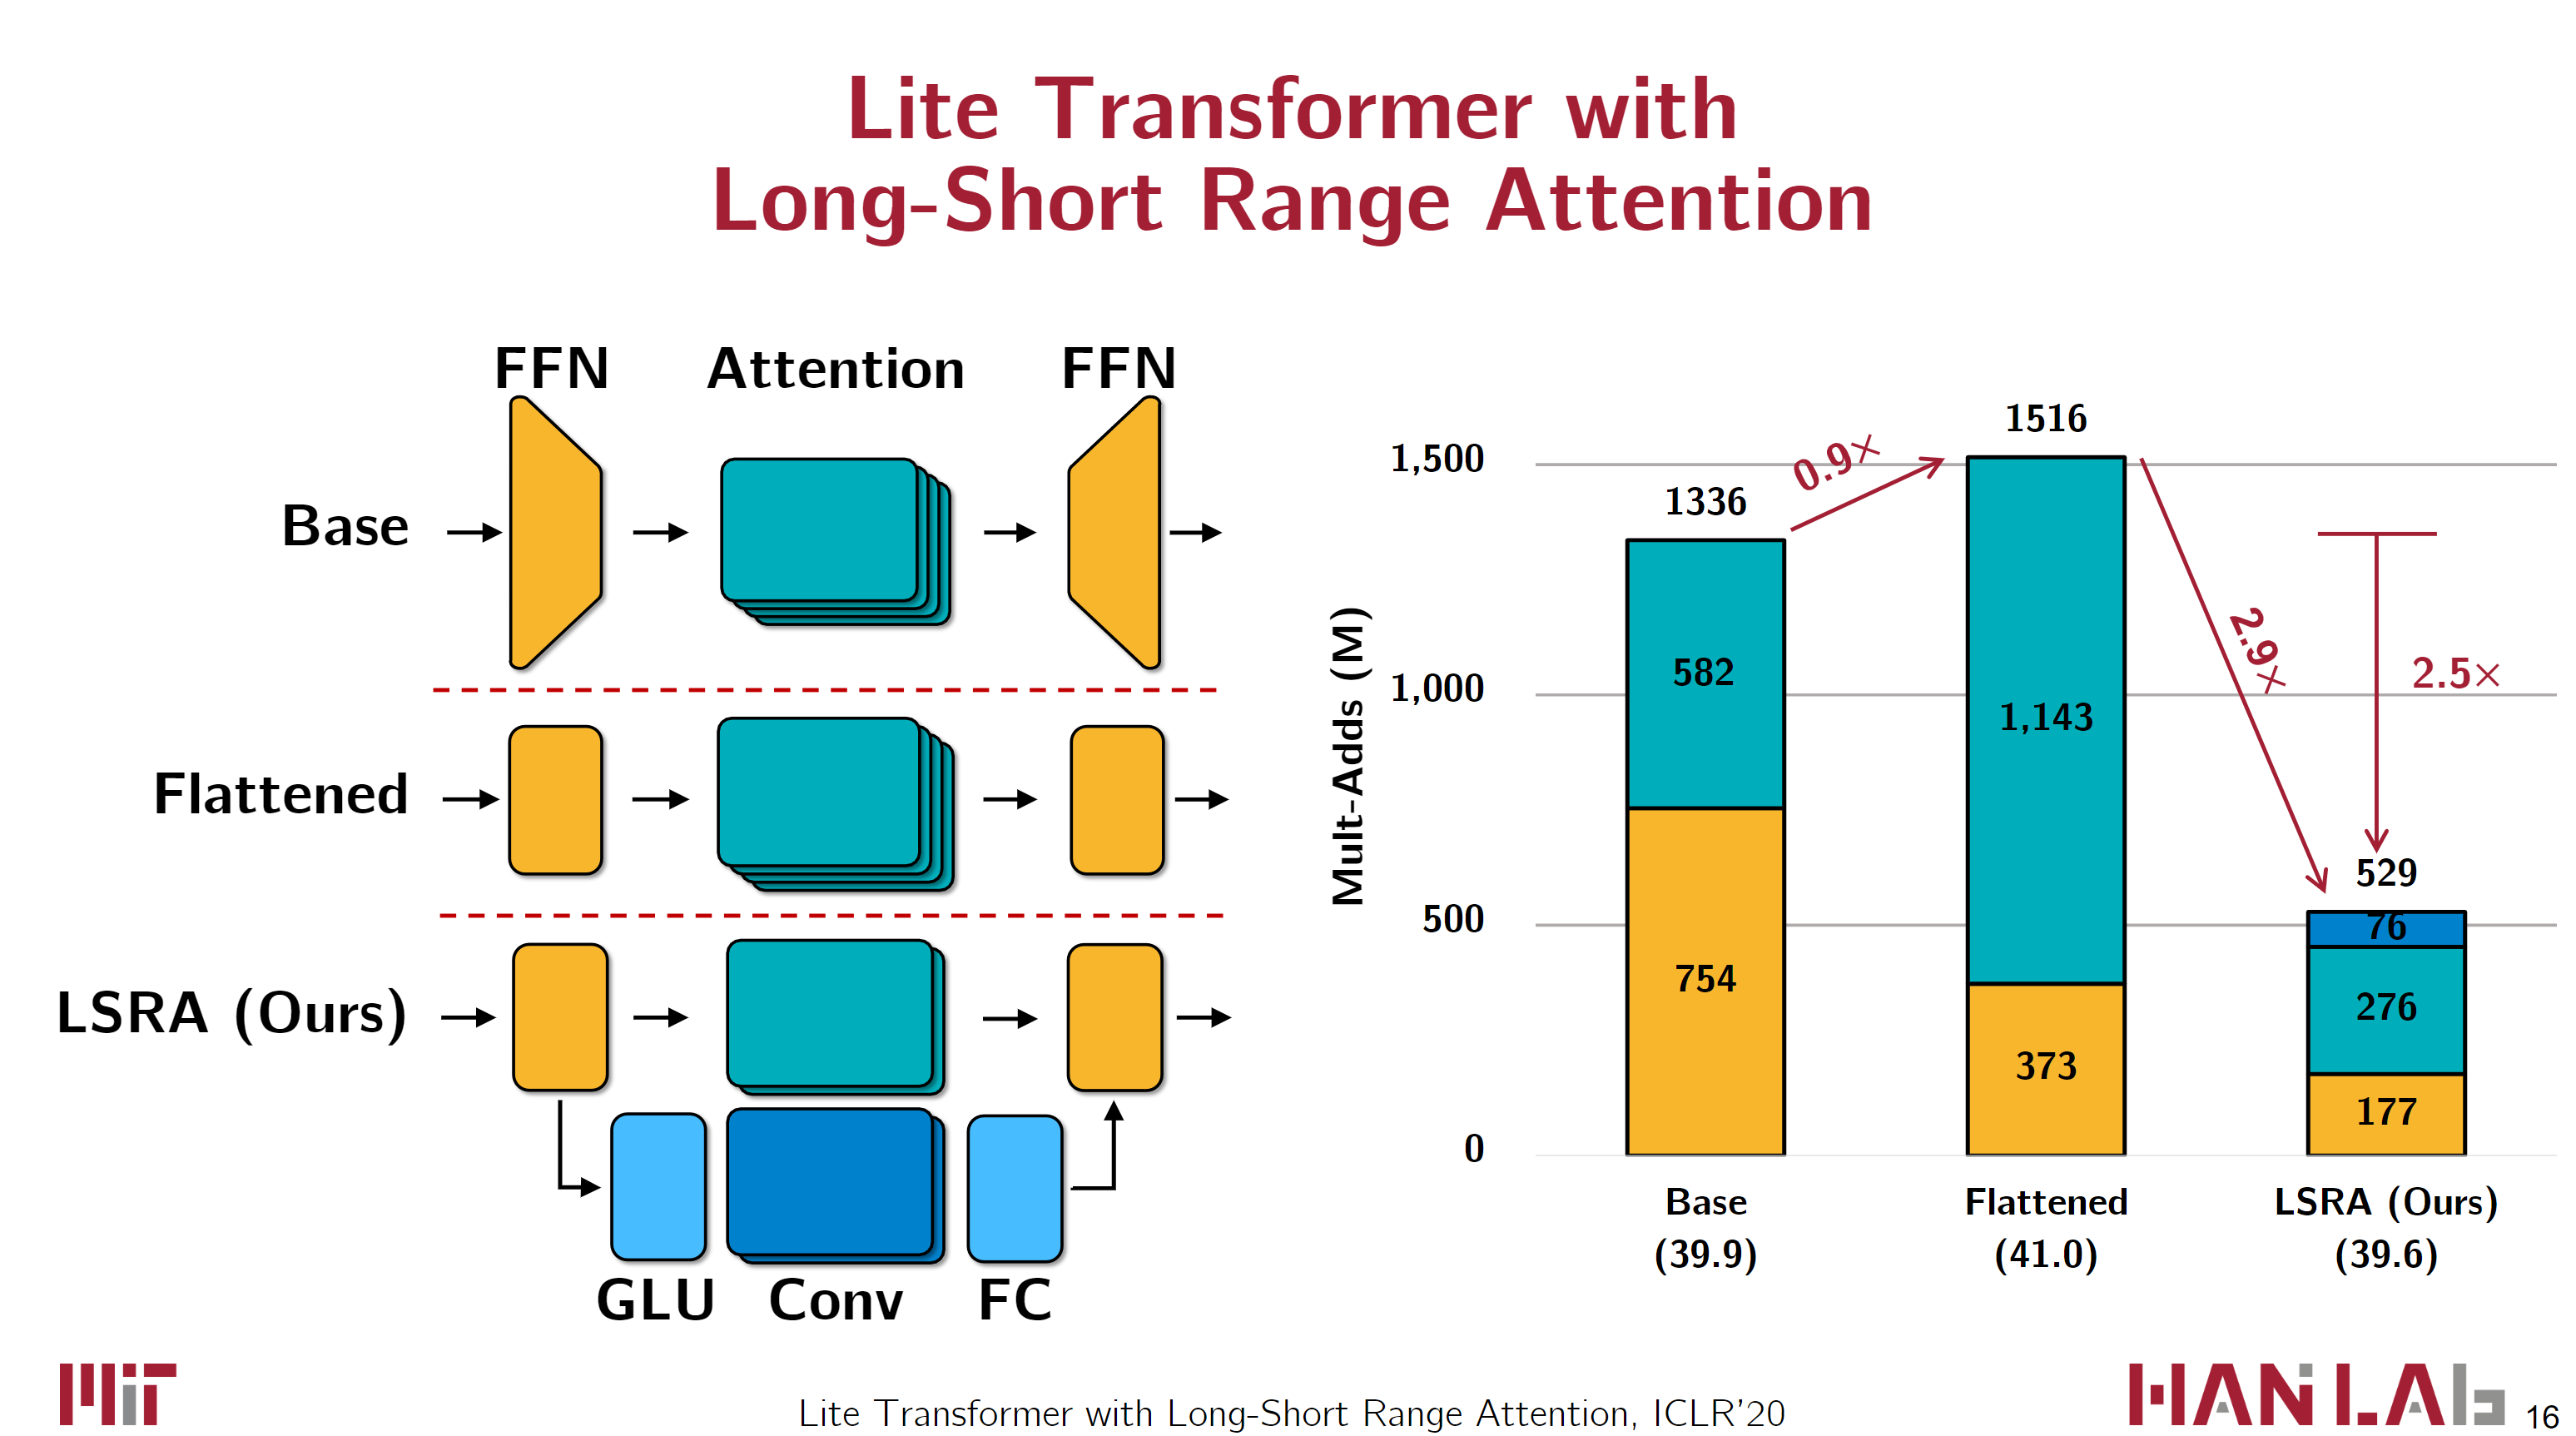 Lite Transformer with
Long-Short Range Attention
FFN Attention FFN
Base
Flattened
LSRA (Ours)
GLU Conv FC
Mult-Adds (M)
1,500
1,000
500
0
1336
582
754
0.9×
1516
1,143
373
2.9×
2.5×
529
76
276
177
Base
(39.9)
Flattened
(41.0)
LSRA (Ours)
(39.6)
MIT
Lite Transformer with Long-Short Range Attention, ICLR'20
HAN LAb
16